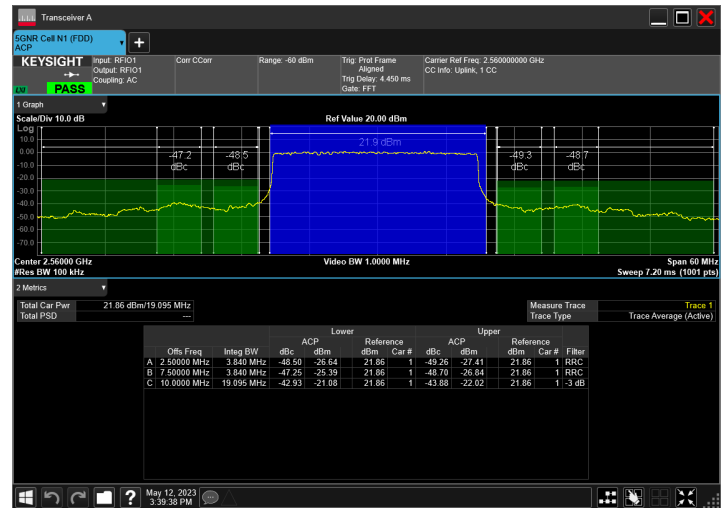 Transceiver A
5GNR Cell N1 (FDD)
ACP
KEYSIGHT
LXI
PASS
Input: RFIO1
Output: RFIO1
Coupling: AC
Corr CCorr
Range: -60 dBm
Trig: Prot Frame
Aligned
Trig Delay: 4.450 ms
Gate: FFT
Carrier Ref Freq: 2.560000000 GHz
CC Info: Uplink, 1 CC
1 Graph
Scale/Div 10.0 dB
Ref Value 20.00 dBm
Log
10.0
0.00
-10.0
-20.0
-30.0
-40.0
-50.0
-60.0
-70.0
-47.2
dBc
-48.5
dBc
21.9 dBm
-49.3
dBc
-48.7
dBc
Center 2.56000 GHz
#Res BW 100 kHz
Video BW 1.0000 MHz
Span 60 MHz
Sweep 7.20 ms (1001 pts)
2 Metrics
Total Car Pwr 21.86 dBm/19.095 MHz
Total PSD ---
Measure Trace Trace 1
Trace Type Trace Average (Active)
Lower Upper
ACP Reference ACP Reference
Offs Freq Integ BW dBc dBm dBm Car # dBc dBm dBm Car # Filter
A 2.50000 MHz 3.840 MHz -48.50 -26.64 21.86 1 -49.26 -27.41 21.86 1 RRC
B 7.50000 MHz 3.840 MHz -47.25 -25.39 21.86 1 -48.70 -26.84 21.86 1 RRC
C 10.0000 MHz 19.095 MHz -42.93 -21.08 21.86 1 -43.88 -22.02 21.86 1 -3 dB
May 12, 2023
3:39:38 PM